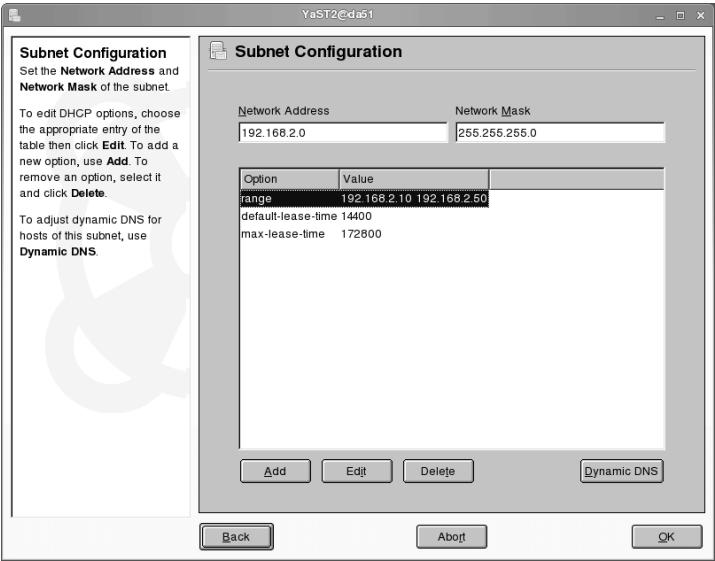 YaST2@da51
Subnet Configuration
Set the Network Address and
Network Mask of the subnet.
To edit DHCP options, choose
the appropriate entry of the
table then click Edit. To add a
new option, use Add. To
remove an option, select it
and click Delete.
To adjust dynamic DNS for
hosts of this subnet, use
Dynamic DNS.
Subnet Configuration
Network Address
Network Mask
192.168.2.0
255.255.255.0
Option Value
range 192.168.2.10 192.168.2.50
default-lease-time 14400
max-lease-time 172800
Add
Edit
Delete
Dynamic DNS
Back
Abort
OK